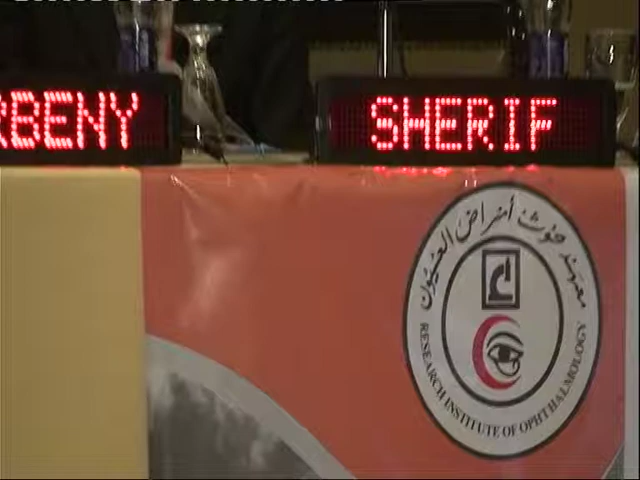 RBENY
SHERIF
معهد بحوث أمراض العيون
RESEARCH INSTITUTE OF OPHTHALMOLOGY